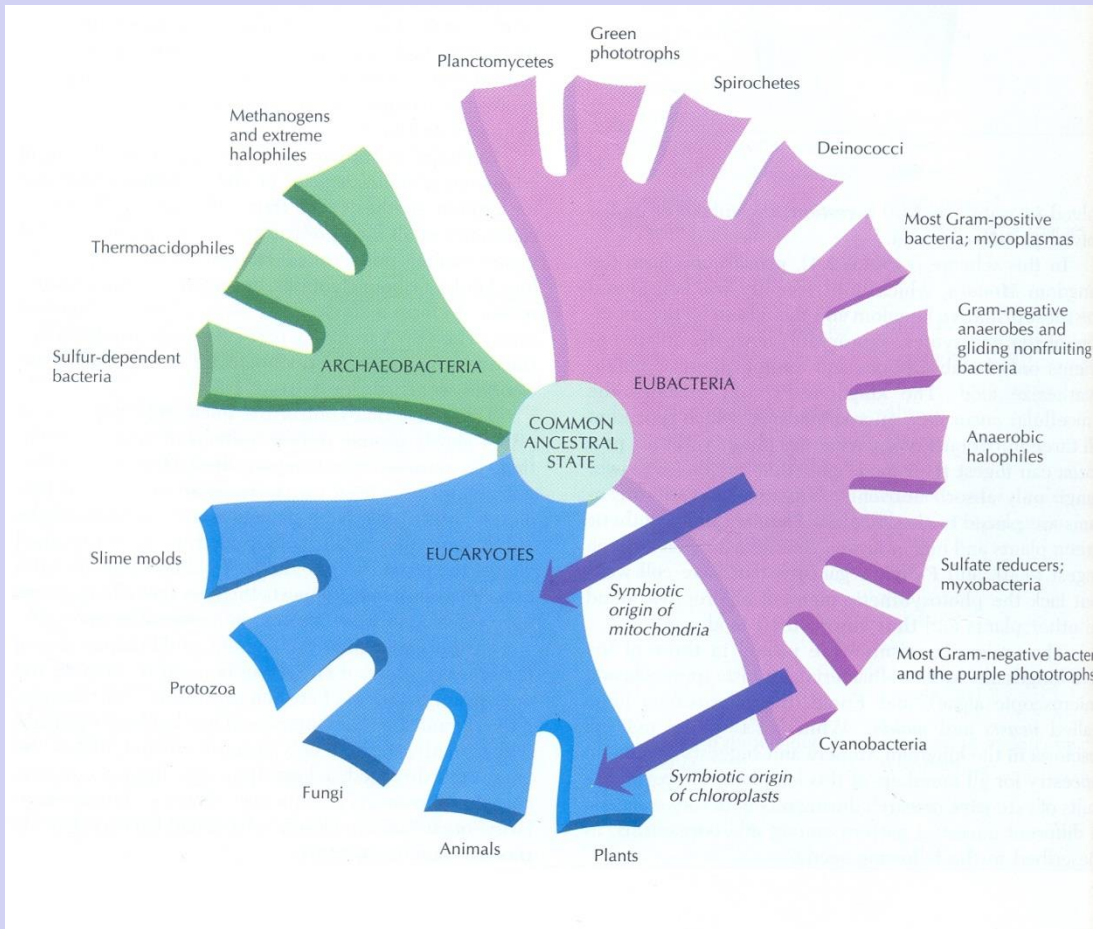 Green
phototrophs
Planctomycetes
Spirochetes
Methanogens
and extreme
halophiles
Deinococci
Most Gram-positive
bacteria; mycoplasmas
Thermoacidophiles
Gram-negative
anaerobes and
gliding nonfruiting
bacteria
Sulfur-dependent
bacteria
ARCHAEOBACTERIA
EUBACTERIA
COMMON
ANCESTRAL
STATE
Anaerobic
halophiles
Slime molds
EUCARYOTES
Sulfate reducers;
myxobacteria
Symbiotic
origin of
mitochondria
Most Gram-negative bacter
and the purple phototrophs
Protozoa
Cyanobacteria
Symbiotic origin
of chloroplasts
Fungi
Animals
Plants